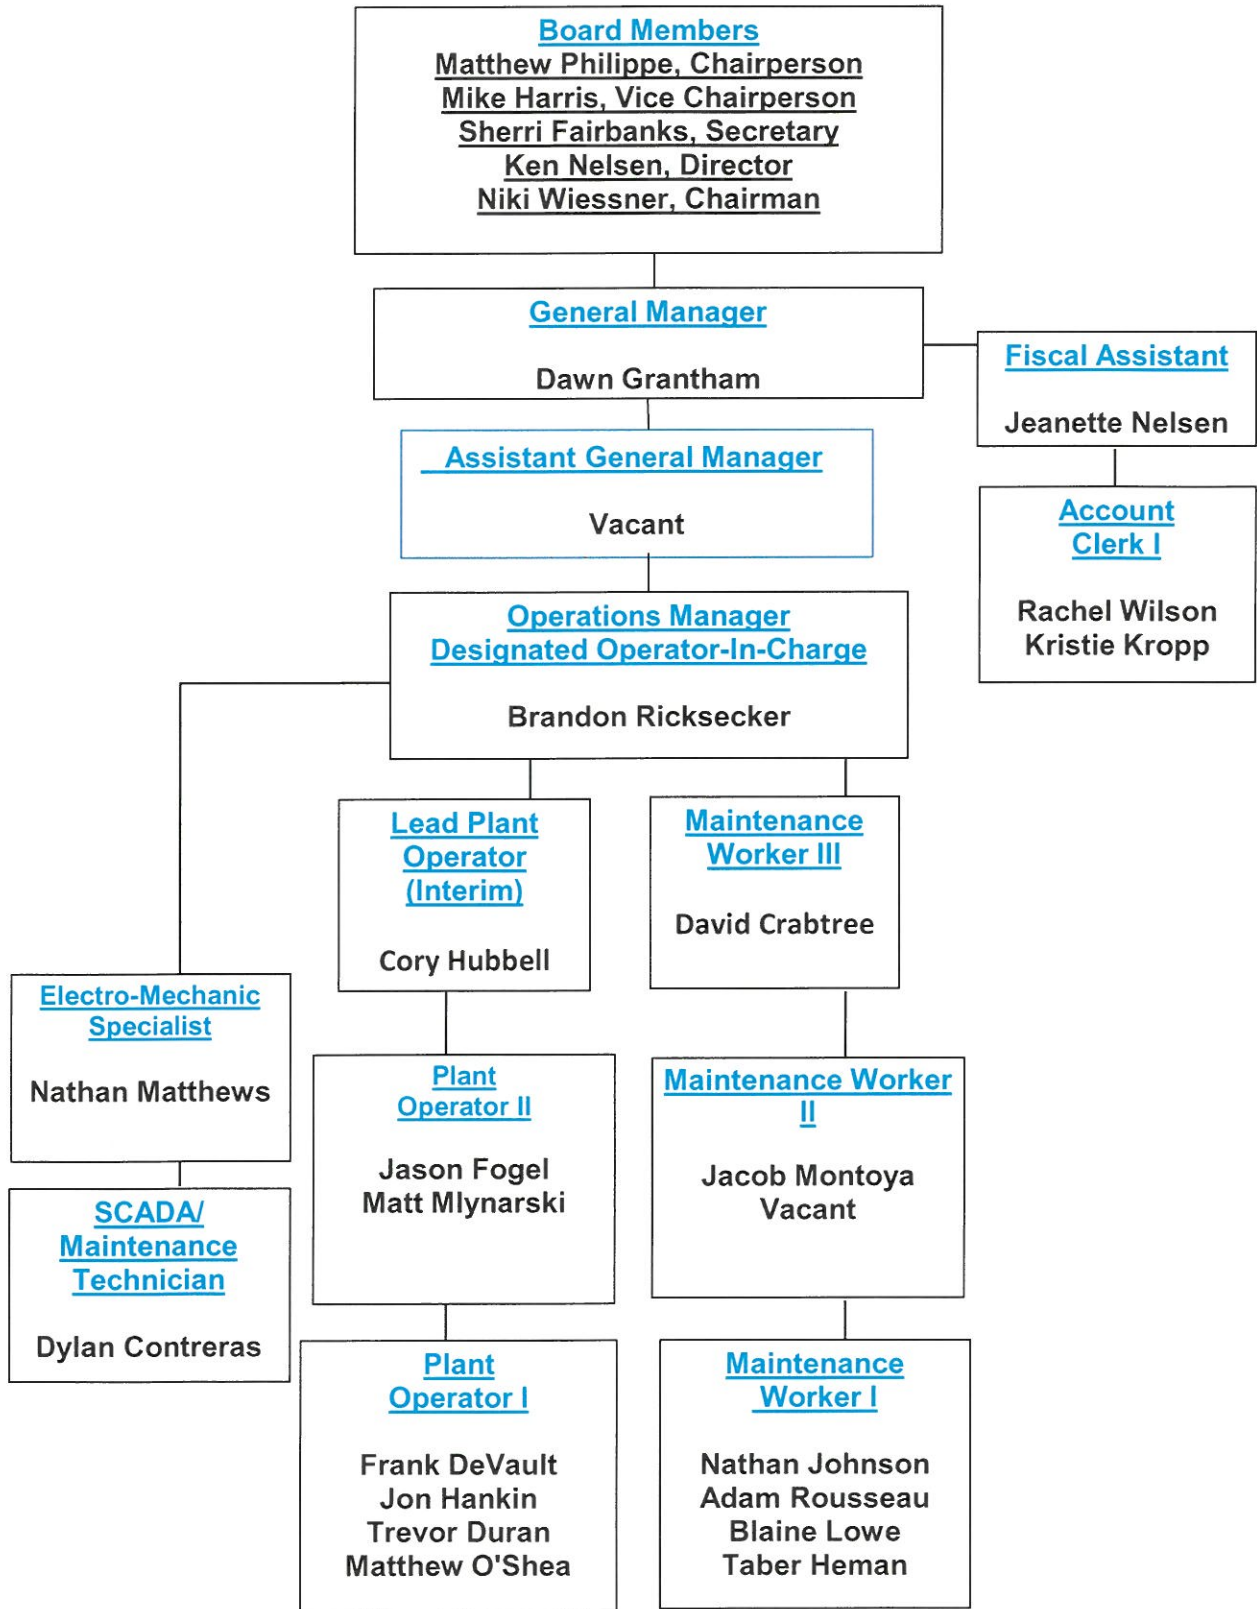 Board Members
Matthew Philippe, Chairperson
Mike Harris, Vice Chairperson
Sherri Fairbanks, Secretary
Ken Nelsen, Director
Niki Wiessner, Chairman
General Manager
Dawn Grantham
Fiscal Assistant
Jeanette Nelsen
Assistant General Manager
Vacant
Account
Clerk I
Rachel Wilson
Kristie Kropp
Operations Manager
Designated Operator-In-Charge
Brandon Ricksecker
Lead Plant
Operator
(Interim)
Cory Hubbell
Maintenance
Worker III
David Crabtree
Electro-Mechanic
Specialist
Nathan Matthews
Plant
Operator II
Jason Fogel
Matt Mlynarski
Maintenance Worker
II
Jacob Montoya
Vacant
SCADA/
Maintenance
Technician
Dylan Contreras
Plant
Operator I
Frank DeVault
Jon Hankin
Trevor Duran
Matthew O'Shea
Maintenance
Worker I
Nathan Johnson
Adam Rousseau
Blaine Lowe
Taber Heman